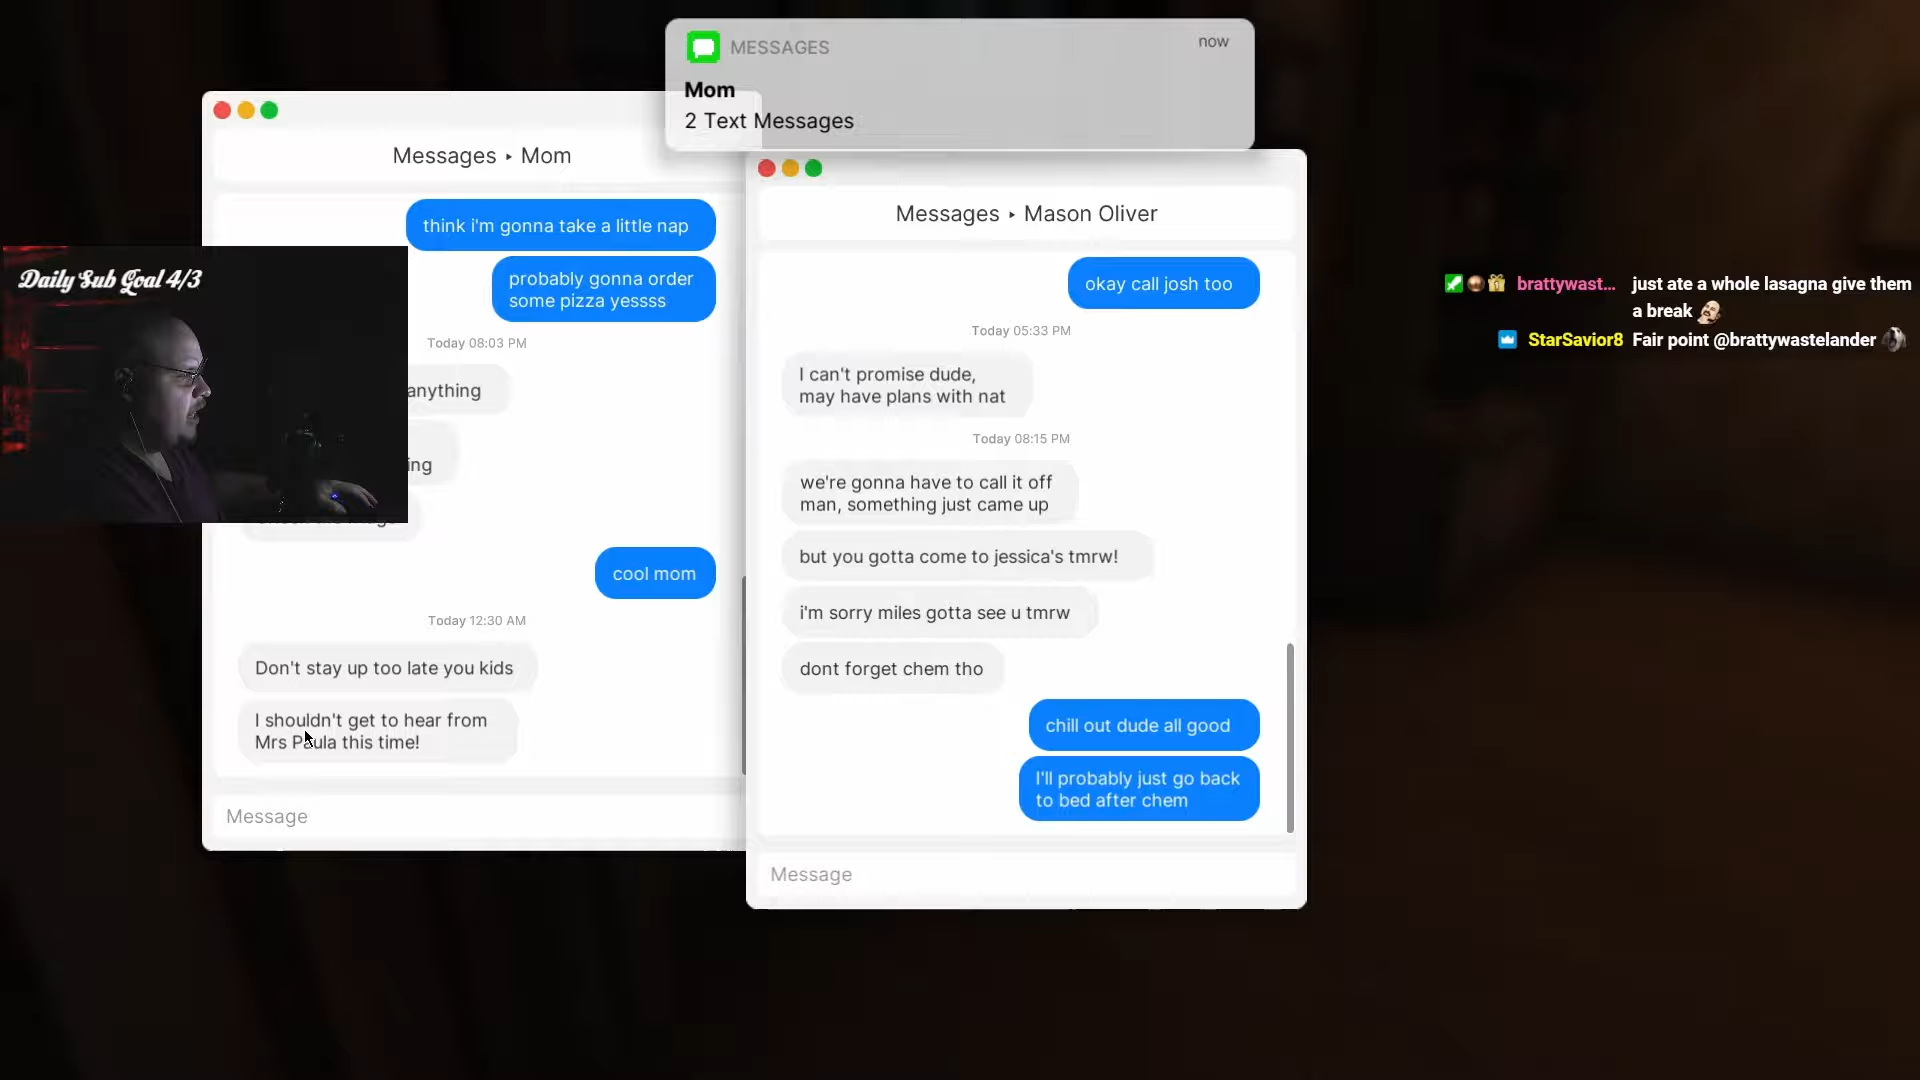 MESSAGES
now
Mom
2 Text Messages
Messages ‣ Mom
think i'm gonna take a little nap
probably gonna order
some pizza yessss
Today 08:03 PM
anything
ing
cool mom
Today 12:30 AM
Don't stay up too late you kids
I shouldn't get to hear from
Mrs Paula this time!
Message
Daily Sub Goal 4/3
Messages ‣ Mason Oliver
okay call josh too
Today 05:33 PM
I can't promise dude,
may have plans with nat
Today 08:15 PM
we're gonna have to call it off
man, something just came up
but you gotta come to jessica's tmrw!
i'm sorry miles gotta see u tmrw
dont forget chem tho
chill out dude all good
I'll probably just go back
to bed after chem
Message
brattywast... just ate a whole lasagna give them
a break
StarSavior8 Fair point @brattywastelander